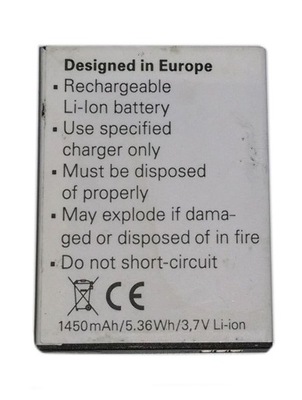 Designed in Europe
▪ Rechargeable
Li-Ion battery
▪ Use specified
charger only
▪ Must be disposed
of properly
▪ May explode if dama-
ged or disposed of in fire
▪ Do not short-circuit
CE
1450mAh/5.36Wh/3,7V Li-ion